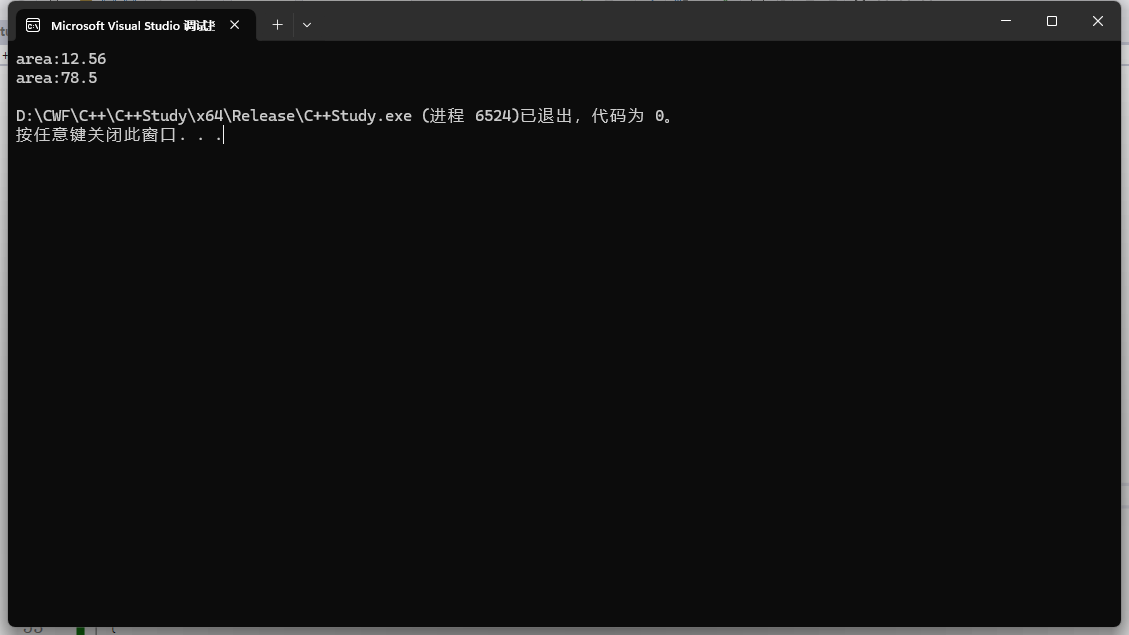 Microsoft Visual Studio 调试
area:12.56
area:78.5
D:\CWF\C++\C++Study\x64\Release\C++Study.exe (进程 6524)已退出，代码为 0。
按任意键关闭此窗口. . .